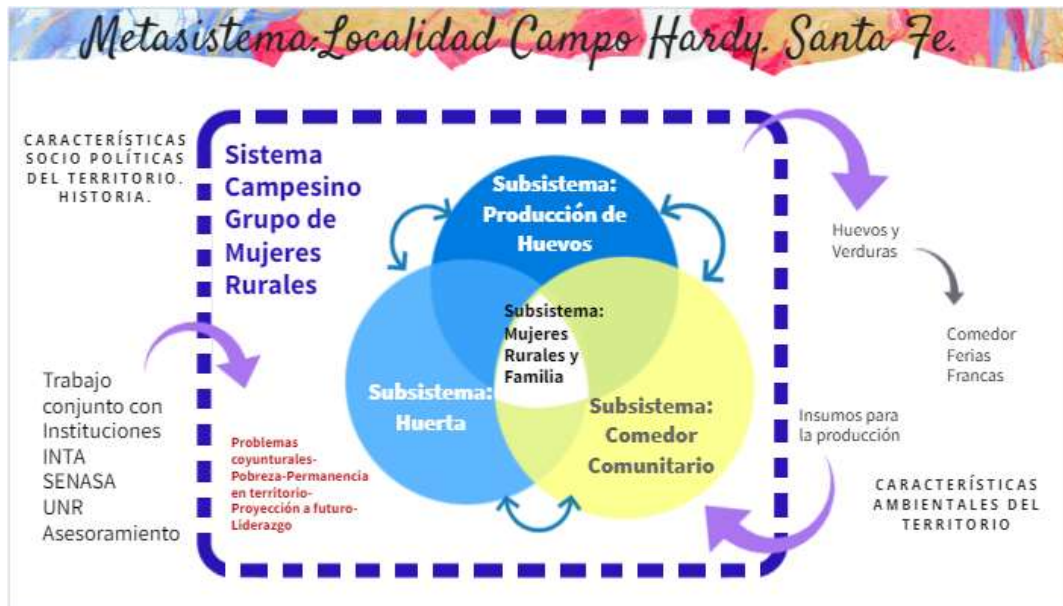 Metasistema:Localidad Campo Hardy. Santa Fe.
CARACTERÍSTICAS
SOCIO POLÍTICAS
DEL TERRITORIO.
HISTORIA.
Sistema
Campesino
Grupo de
Mujeres
Rurales
Subsistema:
Producción de
Huevos
Huevos y
Verduras
Comedor
Ferias
Francas
Subsistema:
Mujeres
Rurales y
Familia
Subsistema:
Huerta
Subsistema:
Comedor
Comunitario
Trabajo
conjunto con
Instituciones
INTA
SENASA
UNR
Asesoramiento
Problemas
coyunturales-
Pobreza-Permanencia
en territorio-
Proyección a futuro-
Liderazgo
Insumos para
la producción
CARACTERÍSTICAS
AMBIENTALES DEL
TERRITORIO